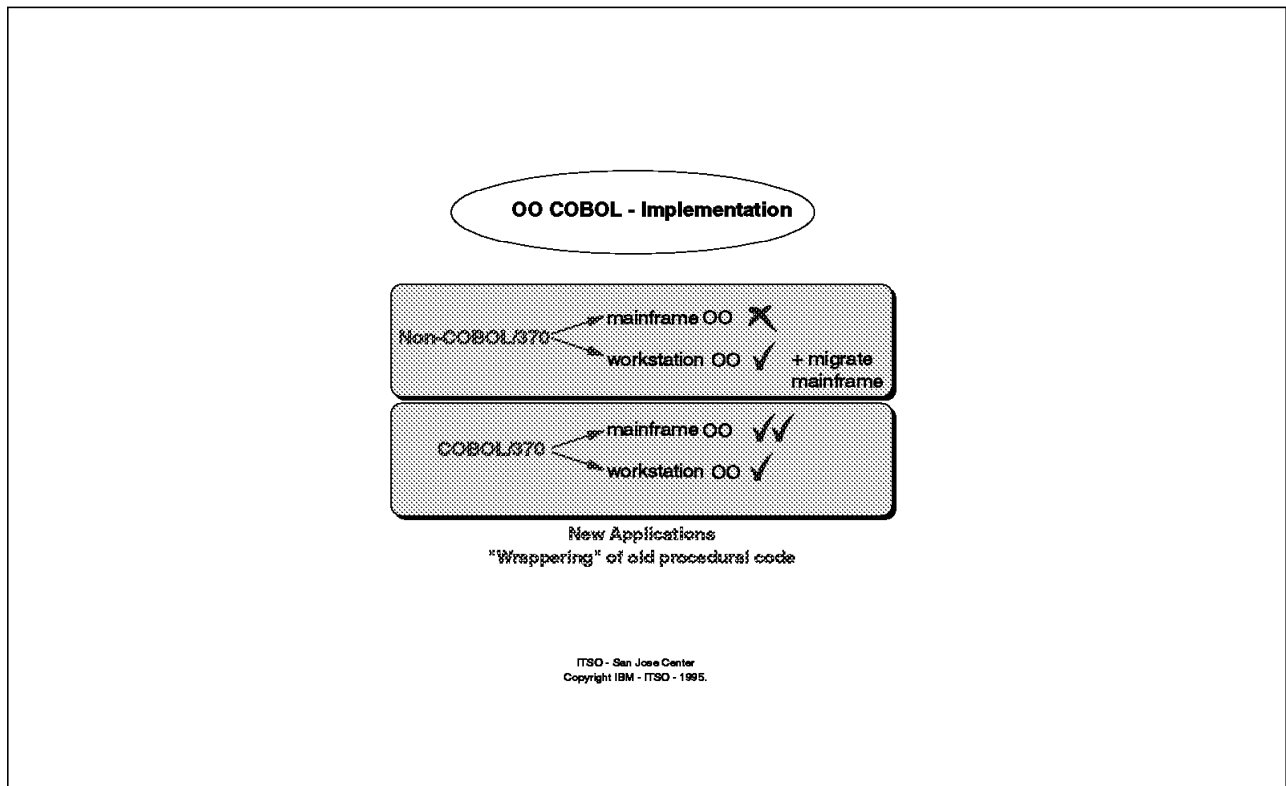 OO COBOL - Implementation
mainframe OO
Non-COBOL/370
workstation OO + migrate
mainframe
mainframe OO
COBOL/370
workstation OO
New Applications
"Wrappering" of old procedural code
ITSO - San Jose Center
Copyright IBM - ITSO - 1995.